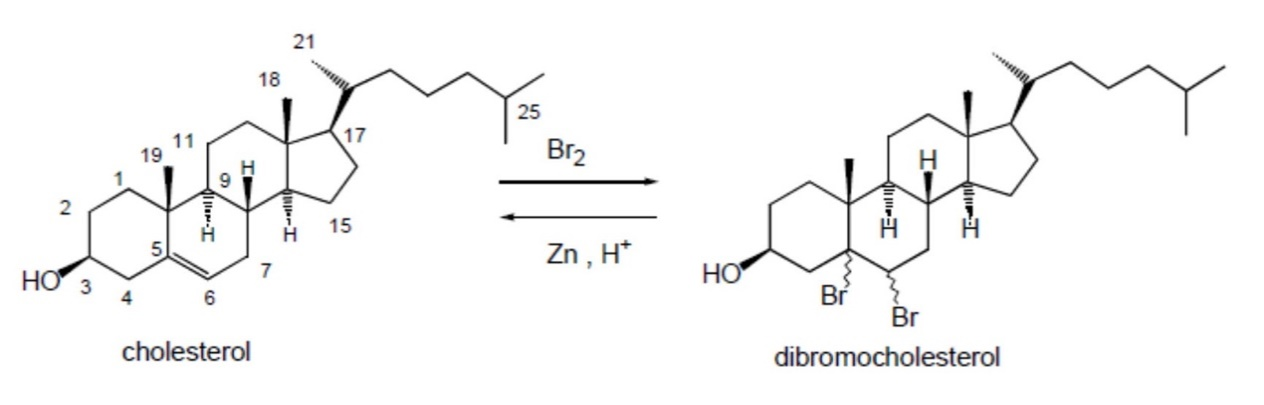 21
18
25
17
11
19
H
1
9
2
H
H
15
5
7
HO
3
4
6
cholesterol
Br2
Zn , H+
H
H
H
HO
Br
Br
dibromocholesterol